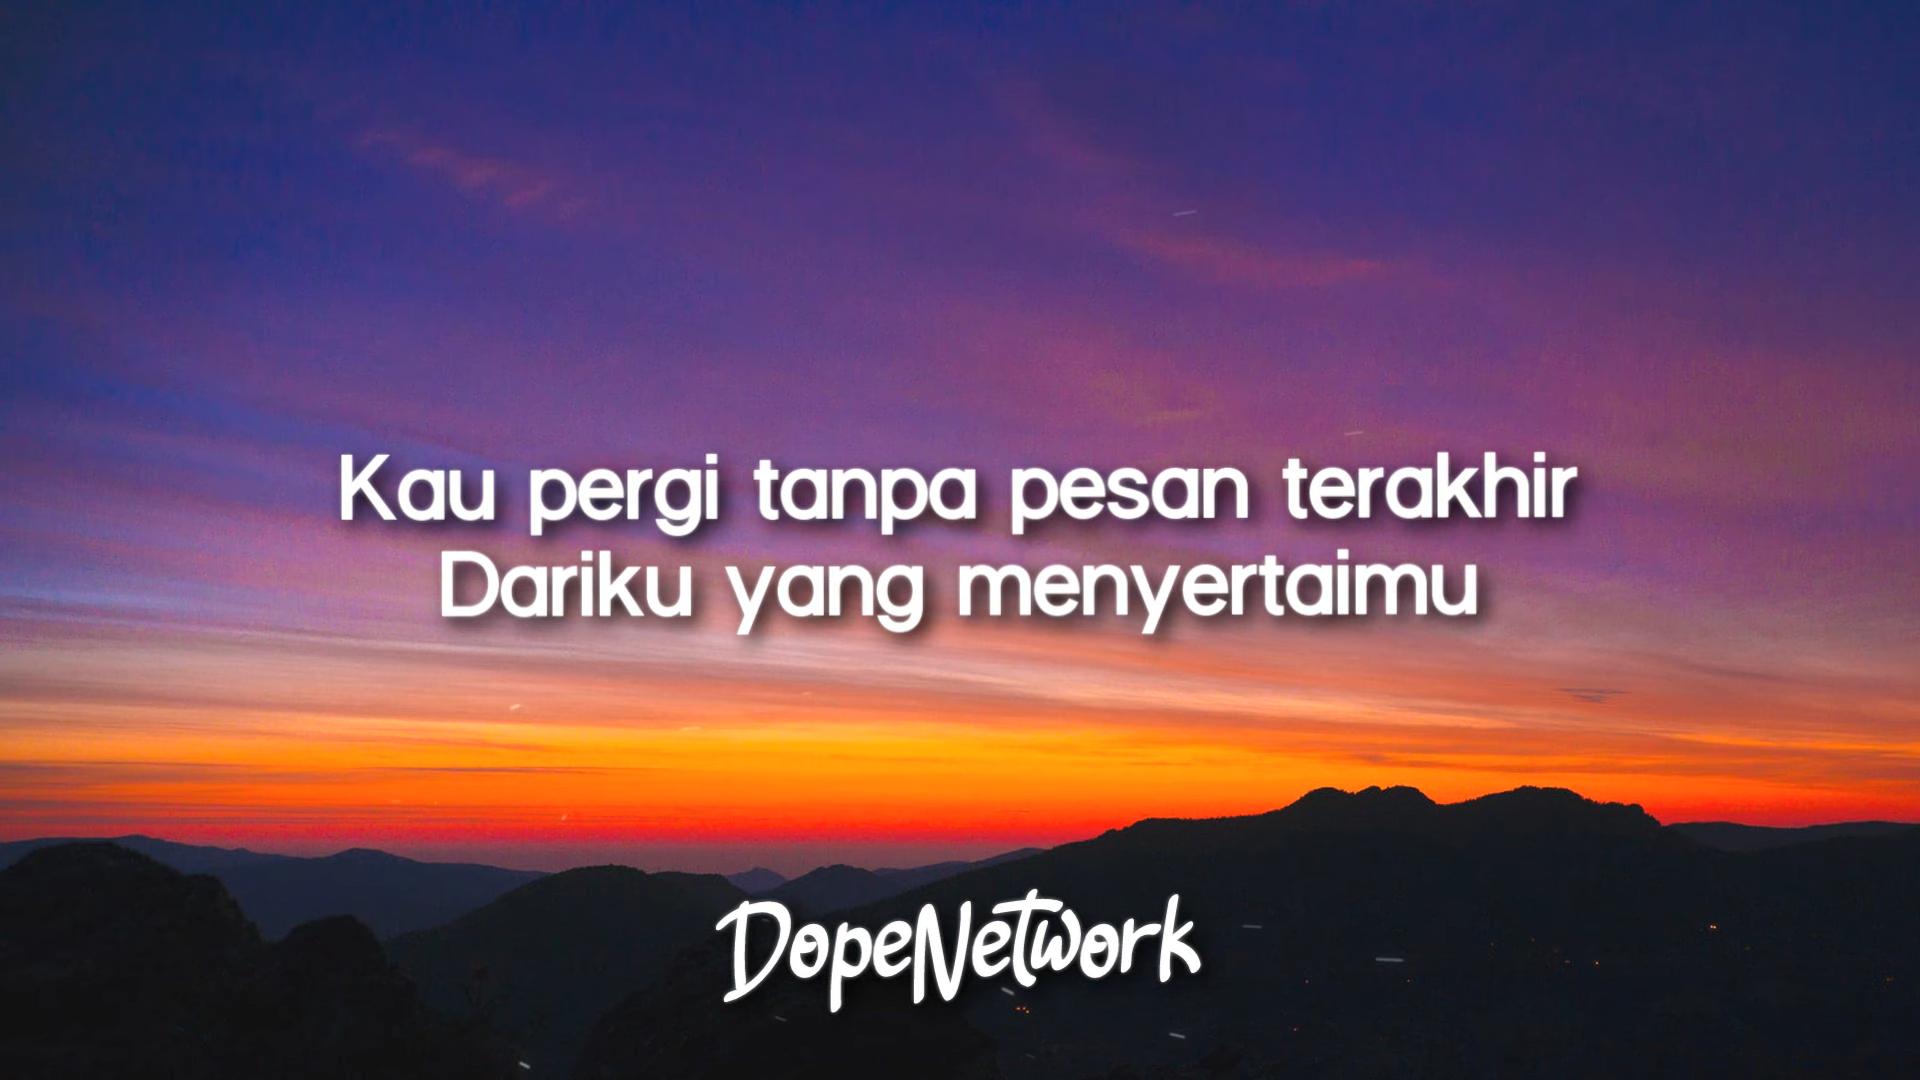 Kau pergi tanpa pesan terakhir
Dariku yang menyertaimu
DopeNetwork